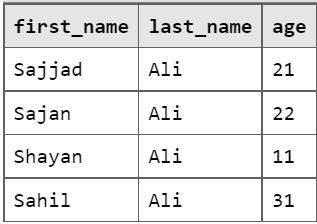 first_name last_name age
Sajjad Ali 21
Sajan Ali 22
Shayan Ali 11
Sahil Ali 31